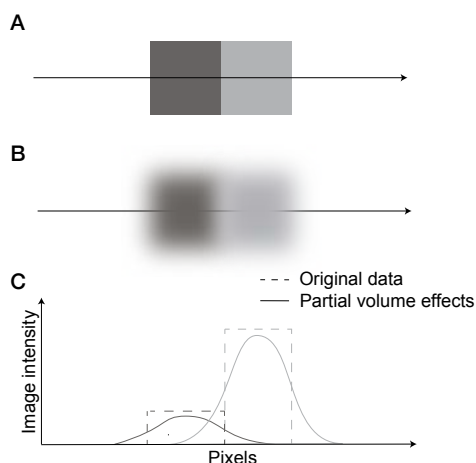 A
B
C
Original data
Partial volume effects
Image intensity
Pixels